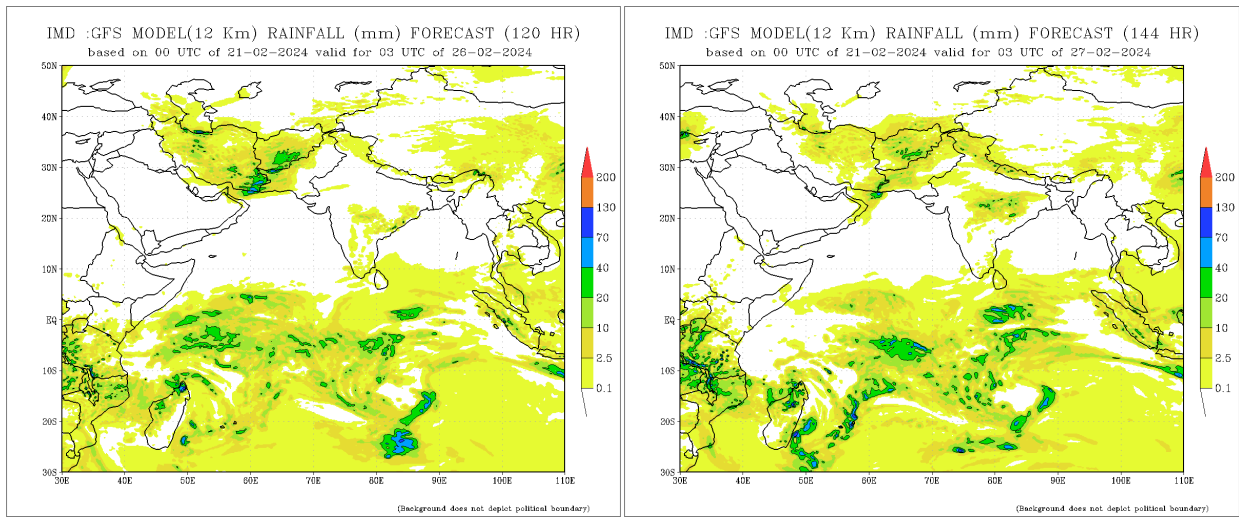 IMD :GFS MODEL(12 Km) RAINFALL (mm) FORECAST (120 HR)
based on 00 UTC of 21-02-2024 valid for 03 UTC of 26-02-2024
50N
40N
30N
20N
10N
EQ
10S
20S
30S
30E 40E 50E 60E 70E 80E 90E 100E 110E
200
130
70
40
20
10
2.5
0.1
(Background does not depict political boundary)
IMD :GFS MODEL(12 Km) RAINFALL (mm) FORECAST (144 HR)
based on 00 UTC of 21-02-2024 valid for 03 UTC of 27-02-2024
50N
40N
30N
20N
10N
EQ
10S
20S
30S
30E 40E 50E 60E 70E 80E 90E 100E 110E
200
130
70
40
20
10
2.5
0.1
(Background does not depict political boundary)